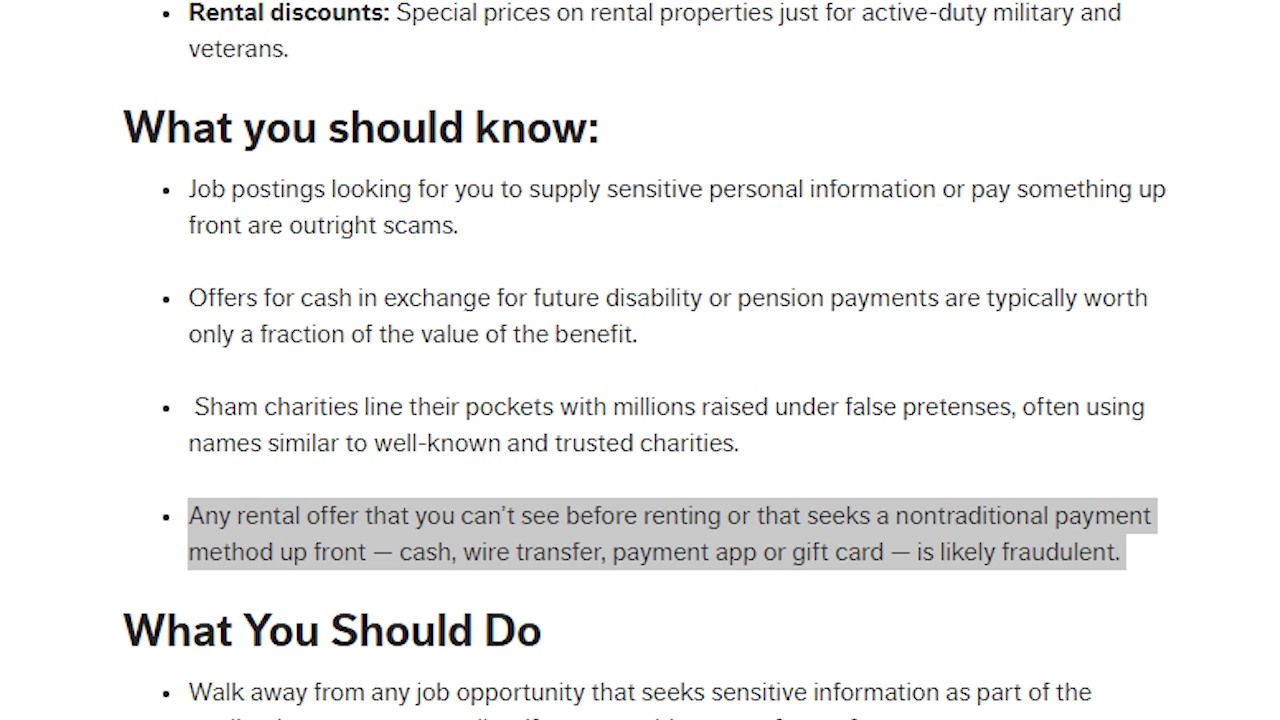 • Rental discounts: Special prices on rental properties just for active-duty military and
veterans.
What you should know:
• Job postings looking for you to supply sensitive personal information or pay something up
front are outright scams.
• Offers for cash in exchange for future disability or pension payments are typically worth
only a fraction of the value of the benefit.
• Sham charities line their pockets with millions raised under false pretenses, often using
names similar to well-known and trusted charities.
• Any rental offer that you can’t see before renting or that seeks a nontraditional payment
method up front — cash, wire transfer, payment app or gift card — is likely fraudulent.
What You Should Do
• Walk away from any job opportunity that seeks sensitive information as part of the